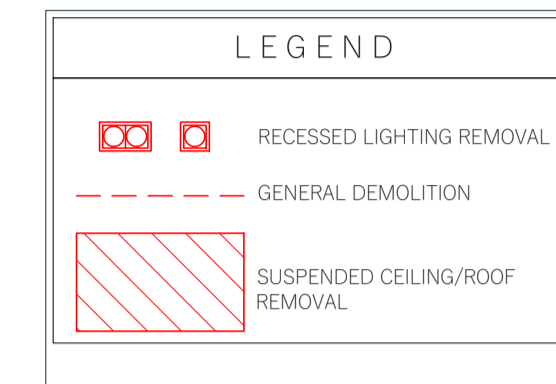 LEGEND
RECESSED LIGHTING REMOVAL
GENERAL DEMOLITION
SUSPENDED CEILING/ROOF
REMOVAL